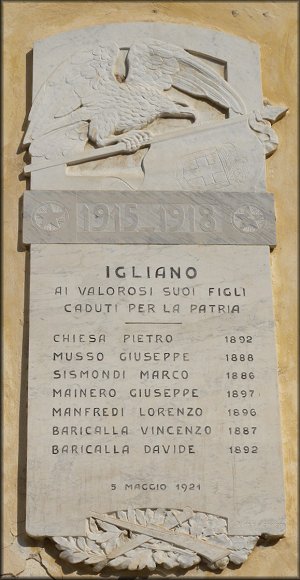 1915 1918
IGLIANO
AI VALOROSI SUOI FIGLI
CADUTI PER LA PATRIA
CHIESA PIETRO 1892
MUSSO GIUSEPPE 1888
SISMONDI MARCO 1886
MAINERO GIUSEPPE 1897
MANFREDI LORENZO 1896
BARICALLA VINCENZO 1887
BARICALLA DAVIDE 1892
5 MAGGIO 1921